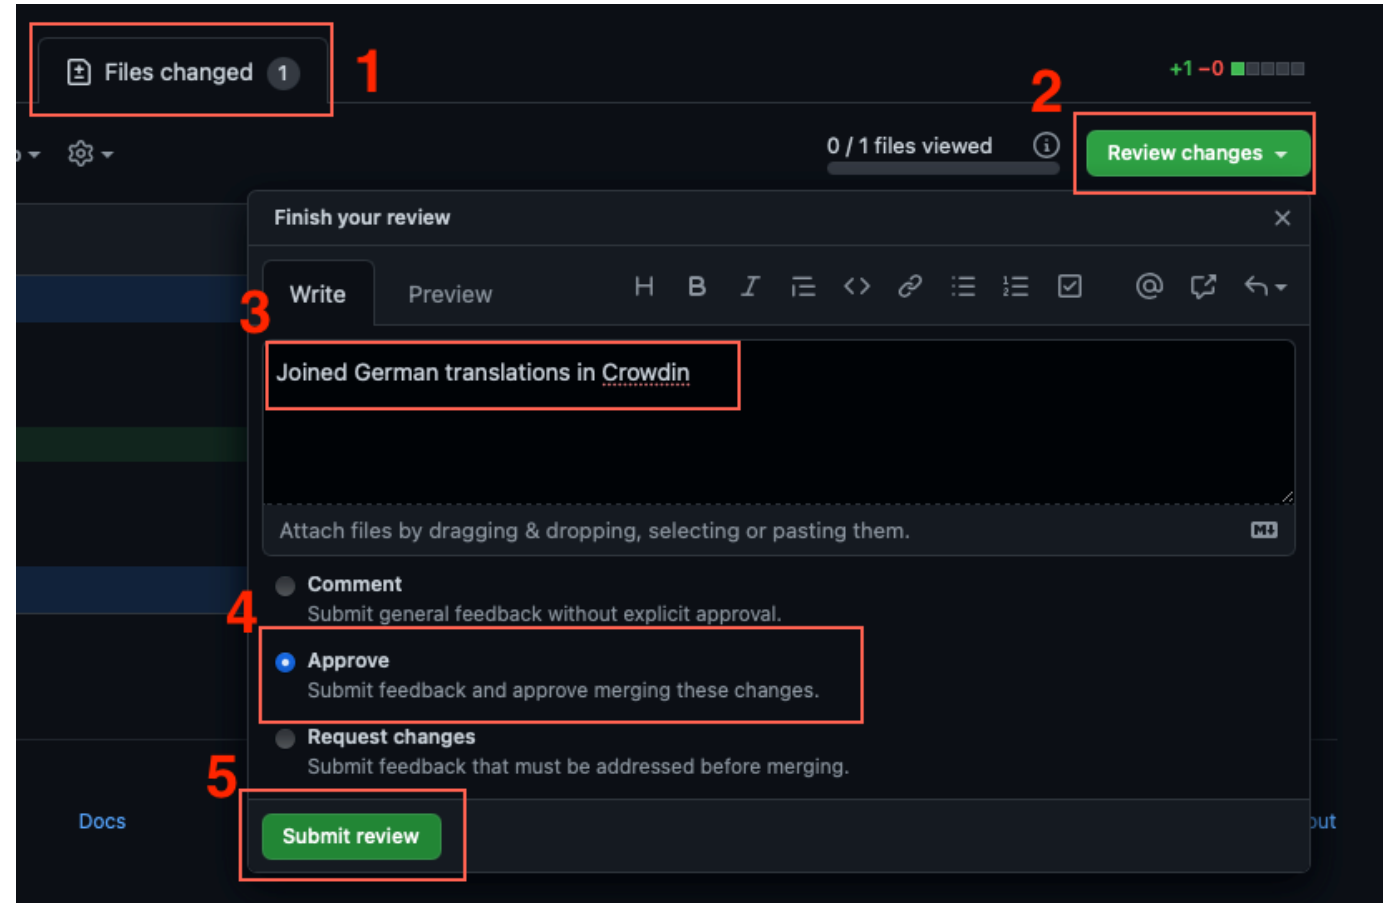 Files changed 1
1
+1 −0
2
0 / 1 files viewed
Review changes
Finish your review
Write
Preview
H B I
3
Joined German translations in Crowdin
Attach files by dragging & dropping, selecting or pasting them.
Comment
Submit general feedback without explicit approval.
4
Approve
Submit feedback and approve merging these changes.
Request changes
Submit feedback that must be addressed before merging.
5
Submit review
Docs
out